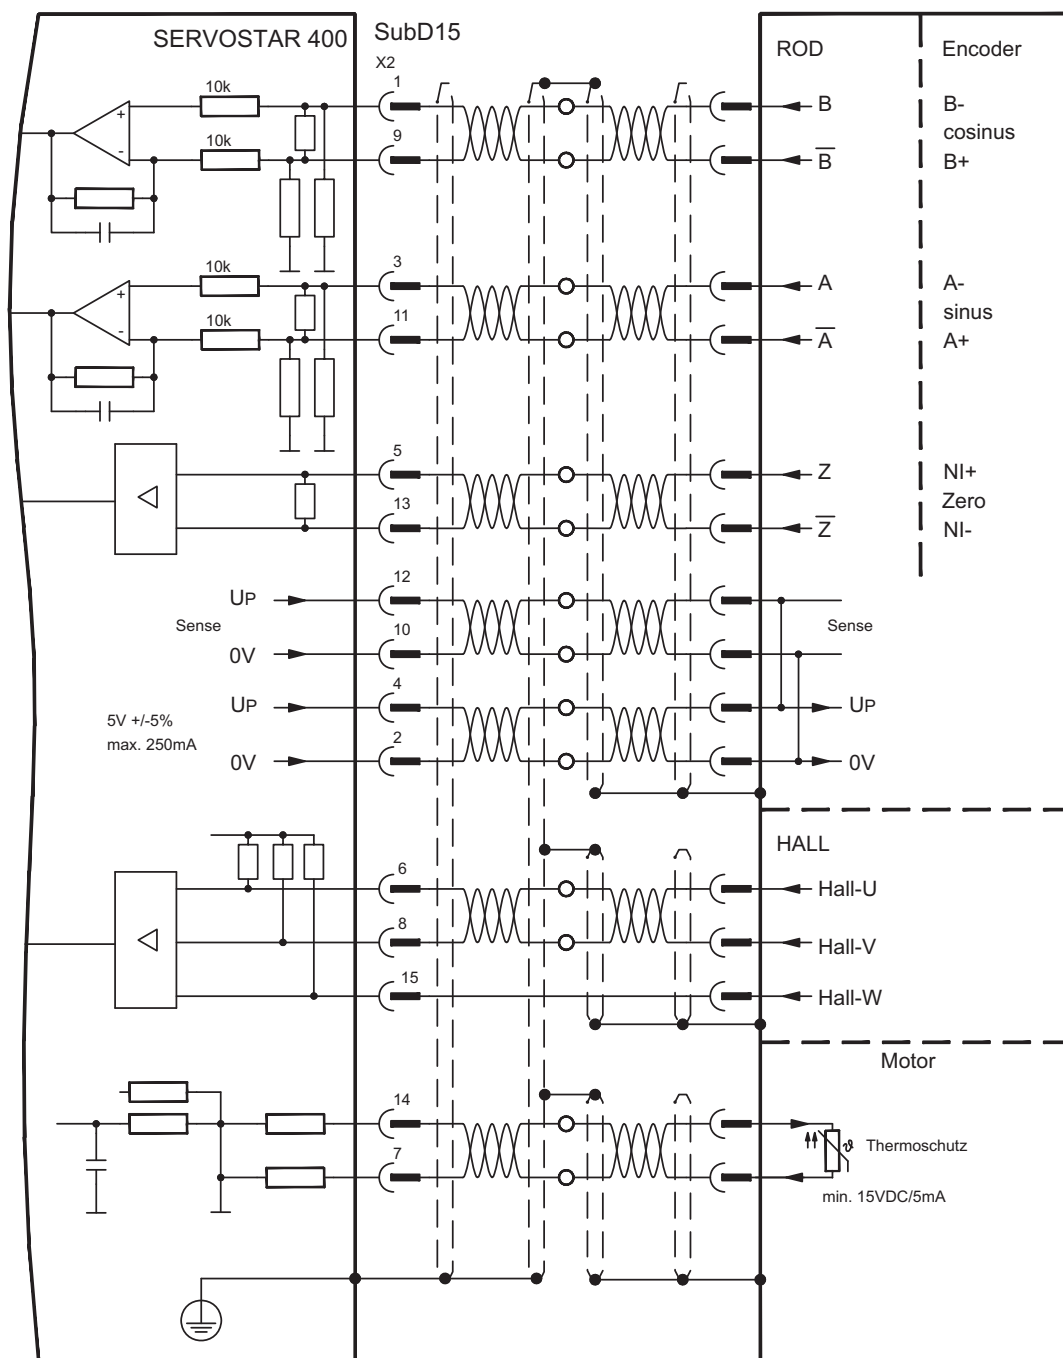 SERVOSTAR 400
SubD15
ROD
Encoder
X2
1
10k
B
B-
cosinus
9
10k
B̅
B+
3
10k
A
A-
sinus
11
10k
A̅
A+
5
Z
NI+
Zero
13
Z̅
NI-
12
UP
Sense
Sense
10
0V
4
UP
UP
5V +/-5%
max. 250mA
2
0V
0V
HALL
6
Hall-U
8
Hall-V
15
Hall-W
Motor
14
ϑ Thermoschutz
7
min. 15VDC/5mA
+
-
+
-